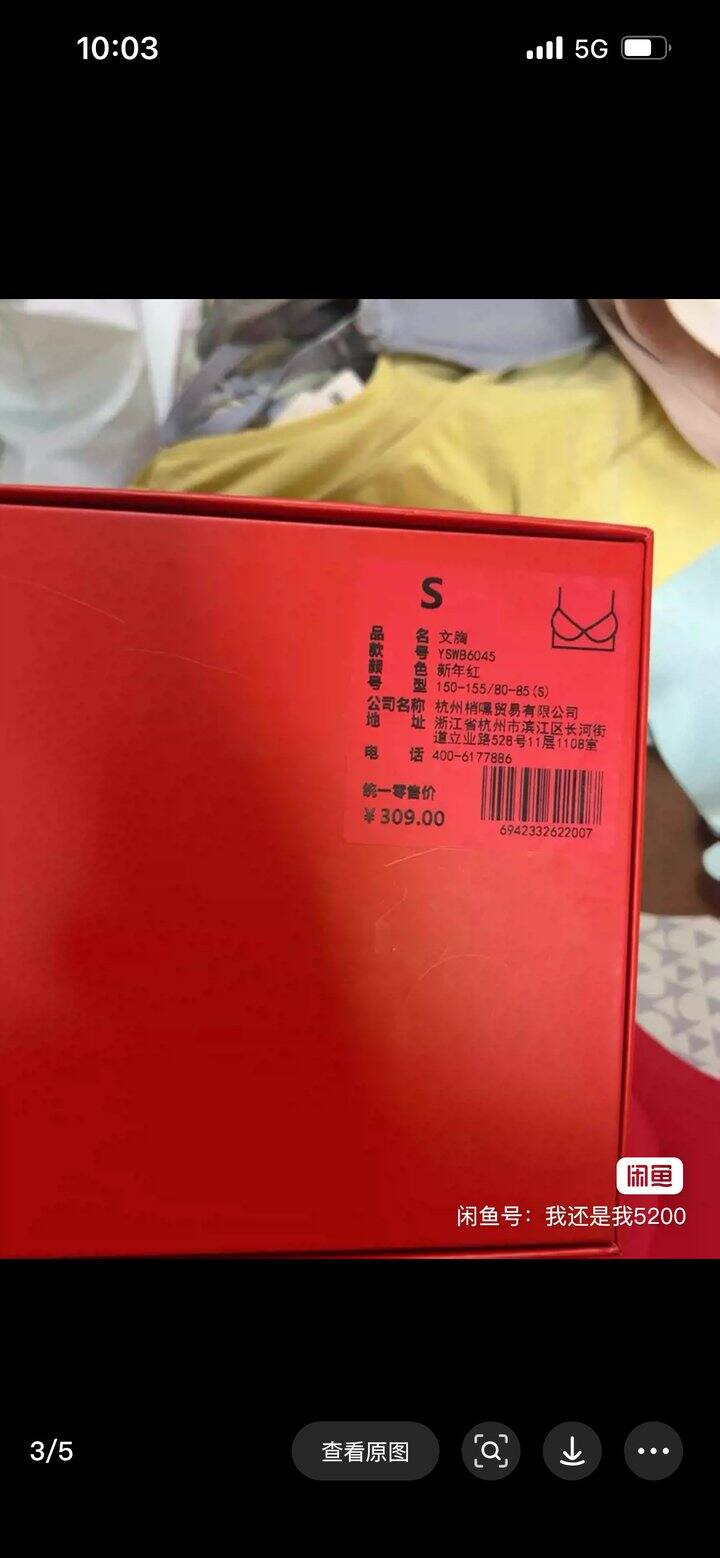 10:03
5G
S
品 名 文胸
款 号 YSWB6045
颜 色 新年红
号 型 150-155/80-85(S)
公司名称 杭州梢嘿贸易有限公司
地 址 浙江省杭州市滨江区长河街
道立业路528号11层1108室
电 话 400-6177886
统一零售价
¥309.00
6942332622007
闲鱼
闲鱼号：我还是我5200
3/5
查看原图